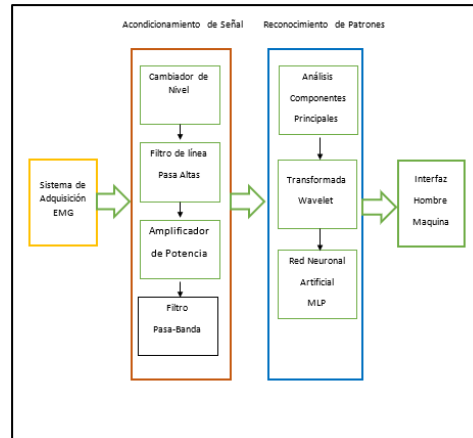 Acondicionamiento de Señal
Reconocimiento de Patrones
Sistema de
Adquisición
EMG
Cambiador de
Nivel
Filtro de línea
Pasa Altas
Amplificador
de Potencia
Filtro
Pasa-Banda
Análisis
Componentes
Principales
Transformada
Wavelet
Red Neuronal
Artificial
MLP
Interfaz
Hombre
Maquina